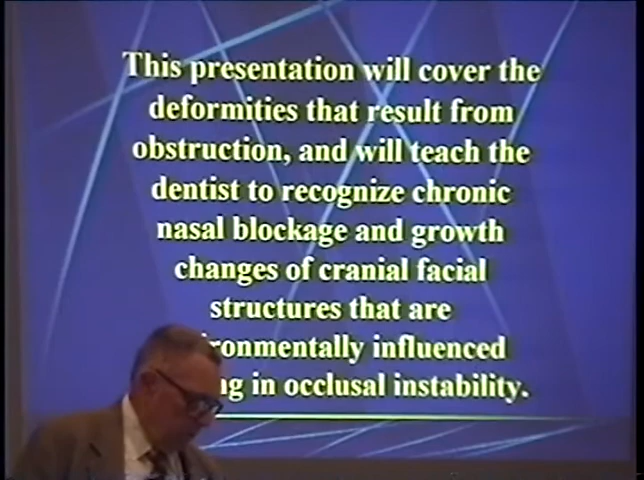 This presentation will cover the
deformities that result from
obstruction, and will teach the
dentist to recognize chronic
nasal blockage and growth
changes of cranial facial
structures that are
ronmentally influenced
ng in occlusal instability.